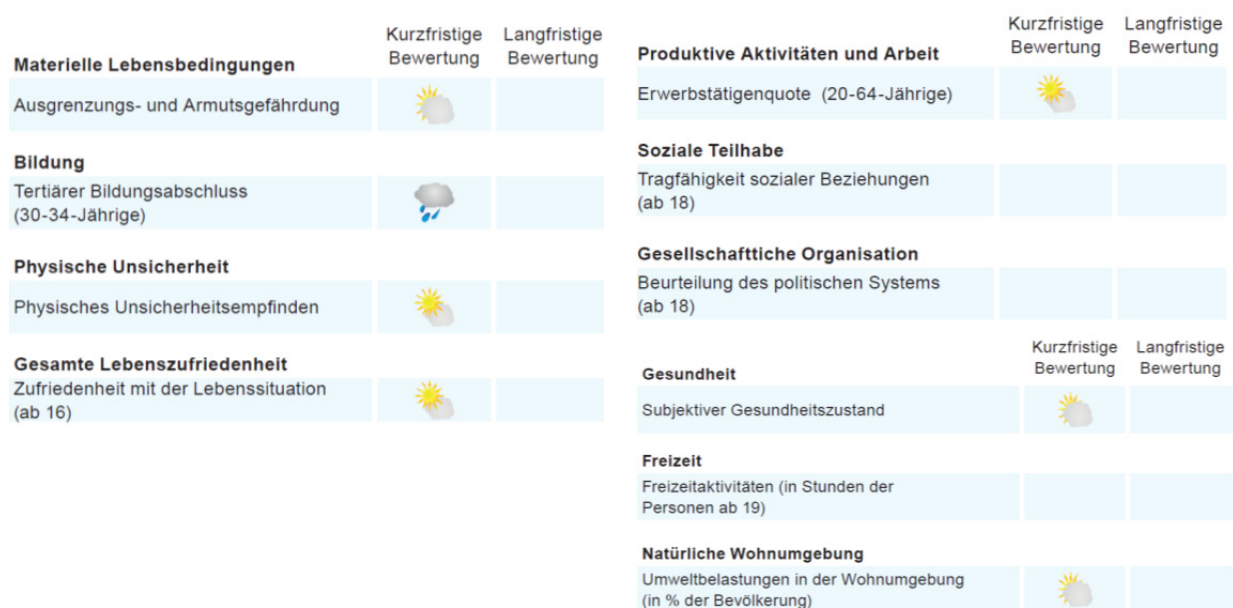 Kurzfristige Langfristige
Bewertung Bewertung
Materielle Lebensbedingungen
Ausgrenzungs- und Armutsgefährdung
Bildung
Tertiärer Bildungsabschluss
(30-34-Jährige)
Physische Unsicherheit
Physisches Unsicherheitsempfinden
Gesamte Lebenszufriedenheit
Zufriedenheit mit der Lebenssituation
(ab 16)
Kurzfristige Langfristige
Bewertung Bewertung
Produktive Aktivitäten und Arbeit
Erwerbstätigenquote (20-64-Jährige)
Soziale Teilhabe
Tragfähigkeit sozialer Beziehungen
(ab 18)
Gesellschafttiche Organisation
Beurteilung des politischen Systems
(ab 18)
Kurzfristige Langfristige
Bewertung Bewertung
Gesundheit
Subjektiver Gesundheitszustand
Freizeit
Freizeitaktivitäten (in Stunden der
Personen ab 19)
Natürliche Wohnumgebung
Umweltbelastungen in der Wohnumgebung
(in % der Bevölkerung)